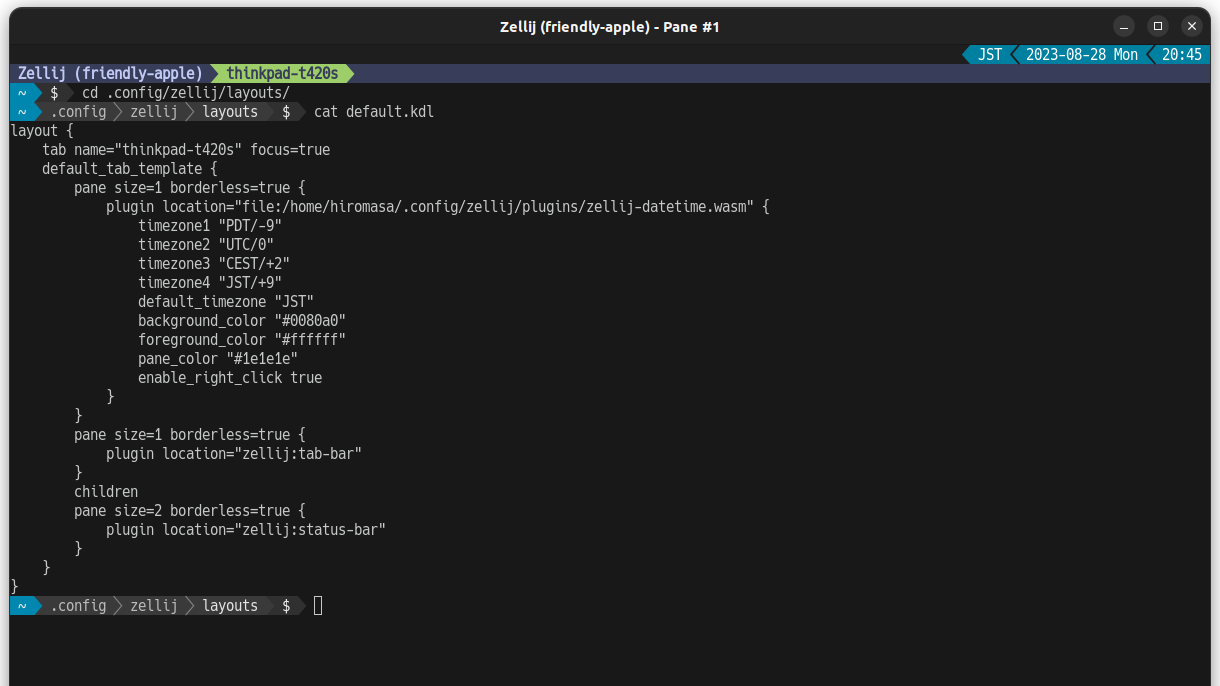 Zellij (friendly-apple) - Pane #1
JST 2023-08-28 Mon 20:45
Zellij (friendly-apple) thinkpad-t420s
~ $ cd .config/zellij/layouts/
~ .config zellij layouts $ cat default.kdl
layout {
    tab name="thinkpad-t420s" focus=true
    default_tab_template {
        pane size=1 borderless=true {
            plugin location="file:/home/hiromasa/.config/zellij/plugins/zellij-datetime.wasm" {
                timezone1 "PDT/-9"
                timezone2 "UTC/0"
                timezone3 "CEST/+2"
                timezone4 "JST/+9"
                default_timezone "JST"
                background_color "#0080a0"
                foreground_color "#ffffff"
                pane_color "#1e1e1e"
                enable_right_click true
            }
        }
        pane size=1 borderless=true {
            plugin location="zellij:tab-bar"
        }
        children
        pane size=2 borderless=true {
            plugin location="zellij:status-bar"
        }
    }
}
~ .config zellij layouts $